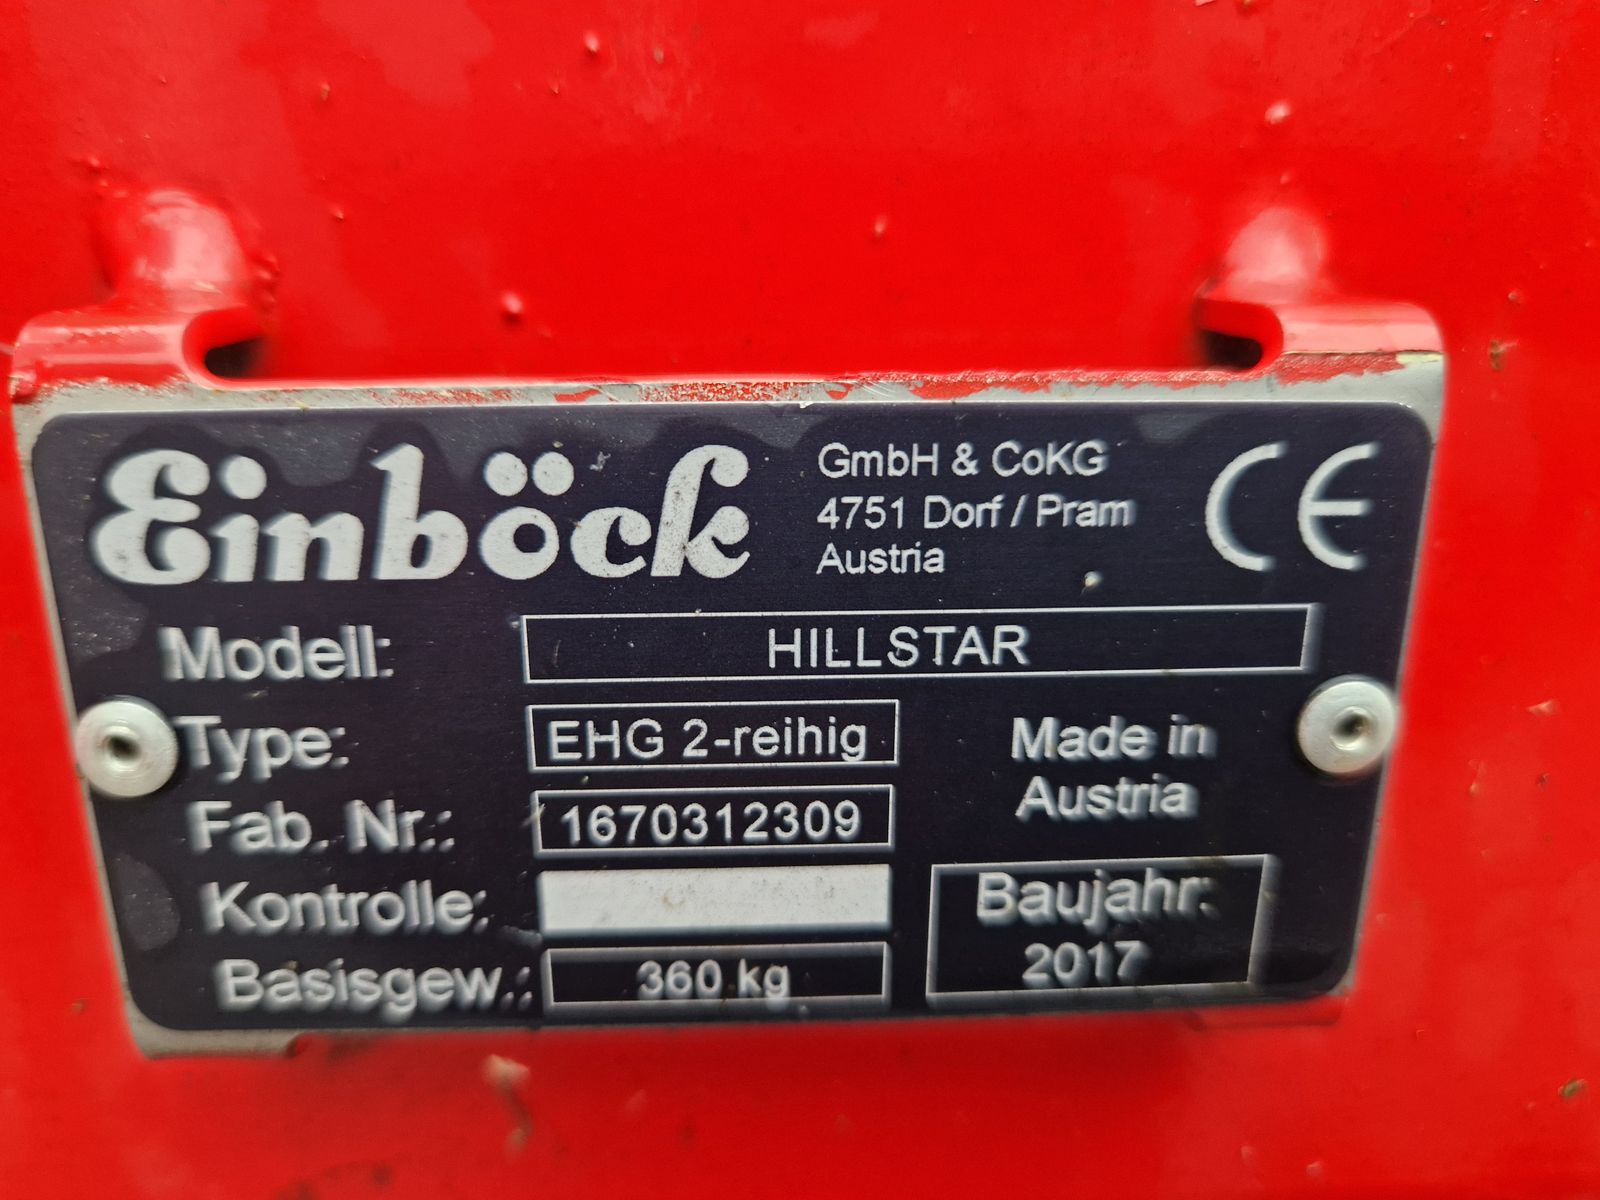 Einböck
GmbH & CoKG
4751 Dorf / Pram
Austria
CE
Modell: HILLSTAR
Type: EHG 2-reihig
Made in
Austria
Fab. Nr.: 1670312309
Kontrolle:
Baujahr:
2017
Basisgew.: 360 kg